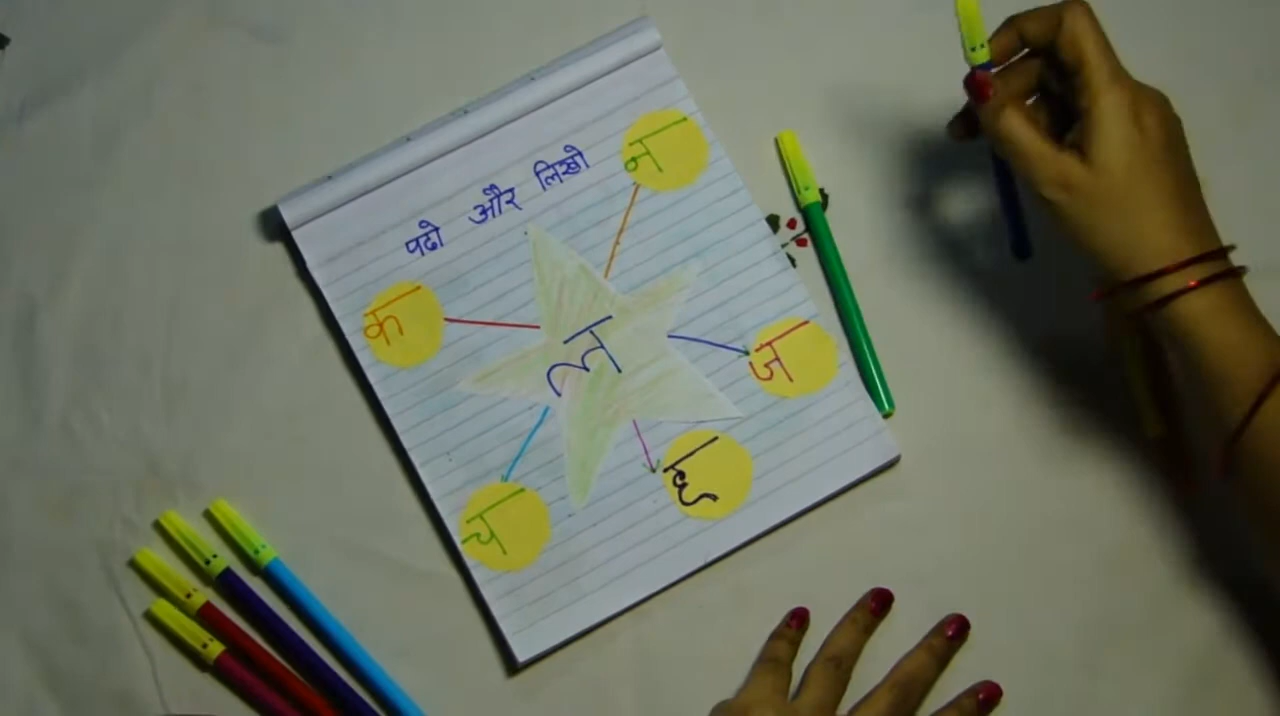 पढो और लिखो
न
क
ल
ज
च
छ